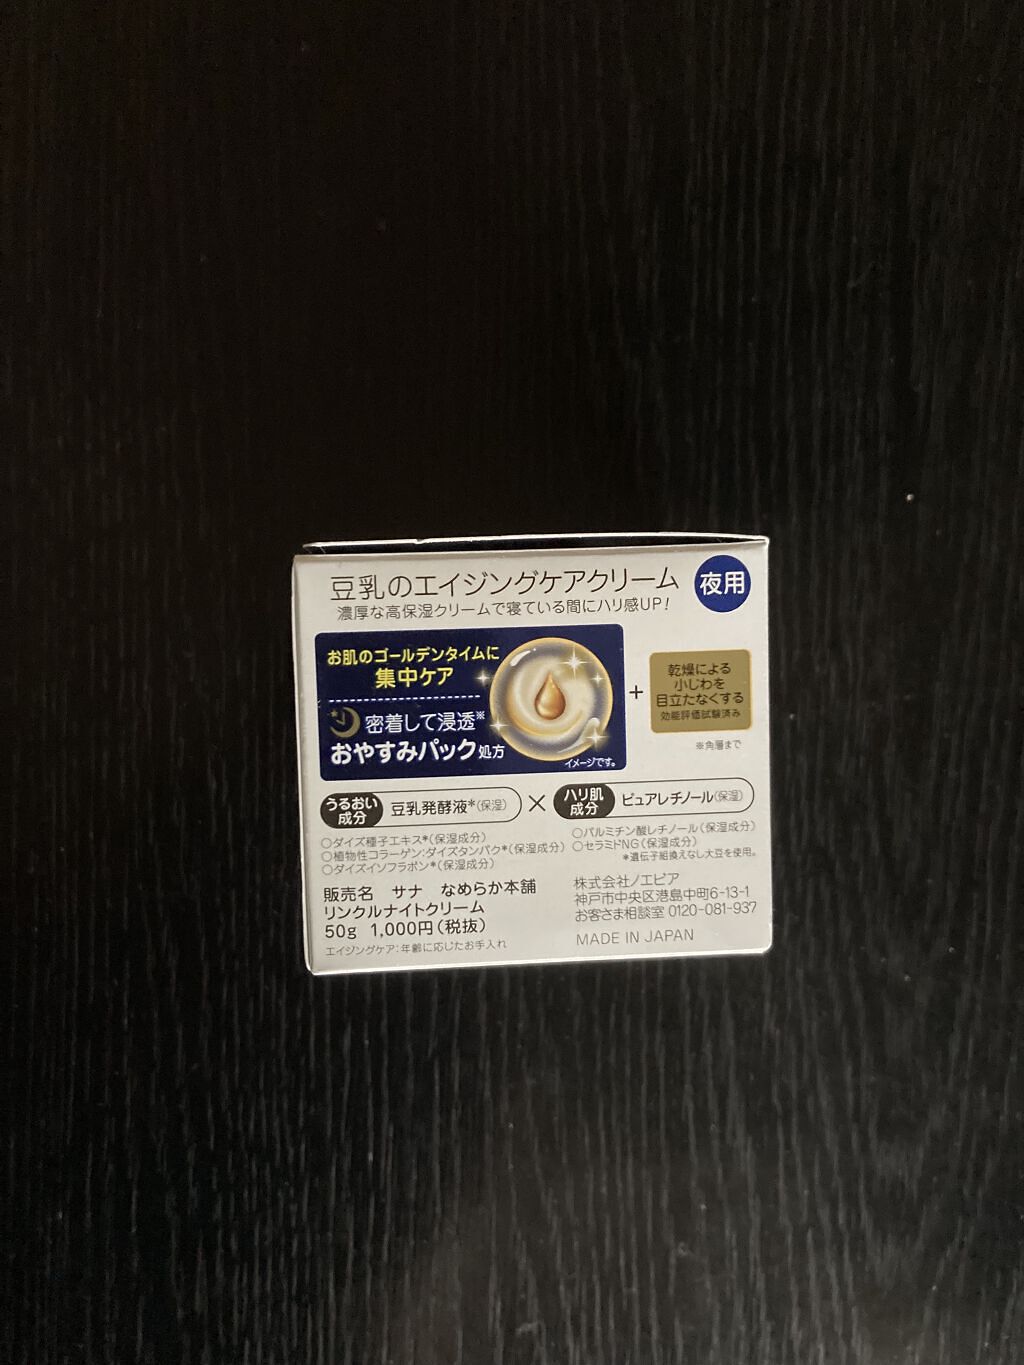 豆乳のエイジングケアクリーム
夜用
濃厚な高保湿クリームで寝ている間にハリ感UP!
お肌のゴールデンタイムに
集中ケア
密着して浸透※
おやすみパック処方
イメージです。
+
乾燥による
小じわを
目立たなくする
効能評価試験済み
※角層まで
うるおい
成分
豆乳発酵液*(保湿)
×
ハリ肌
成分
ピュアレチノール(保湿)
○ダイズ種子エキス*(保湿成分)
○植物性コラーゲン:ダイズタンパク*(保湿成分)
○ダイズイソフラボン*(保湿成分)
○パルミチン酸レチノール(保湿成分)
○セラミドNG(保湿成分)
*遺伝子組換えなし大豆を使用。
販売名 サナ なめらか本舗
リンクルナイトクリーム
50g 1,000円(税抜)
エイジングケア:年齢に応じたお手入れ
株式会社ノエビア
神戸市中央区港島中町6-13-1
お客さま相談室 0120-081-937
MADE IN JAPAN